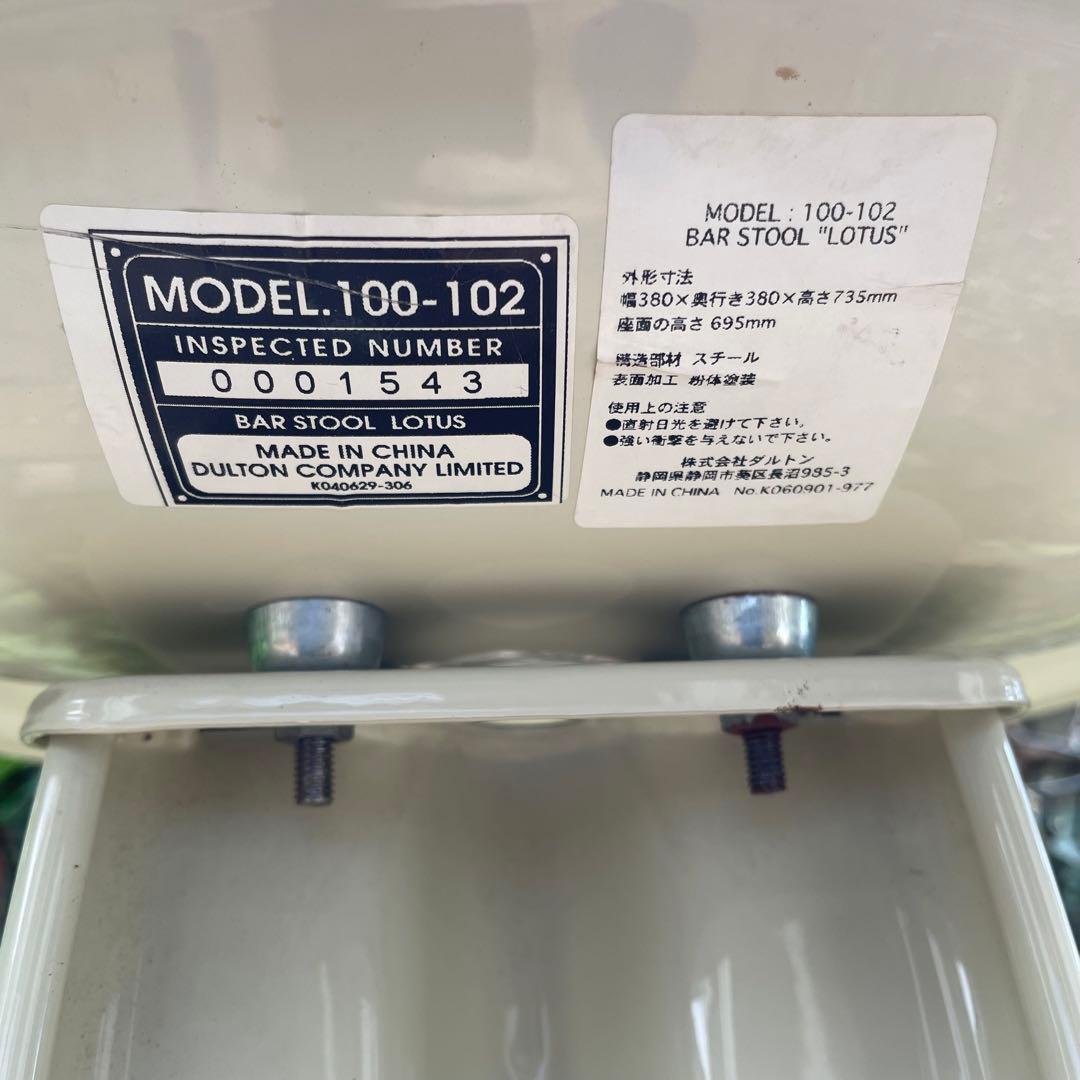 MODEL.100-102
INSPECTED NUMBER
0001543
BAR STOOL LOTUS
MADE IN CHINA
DULTON COMPANY LIMITED
K040629-306
MODEL : 100-102
BAR STOOL "LOTUS"
外形寸法
幅380×奥行き380×高さ735mm
座面の高さ 695mm
構造部材 スチール
表面加工 粉体塗装
使用上の注意
●直射日光を避けて下さい。
●強い衝撃を与えないで下さい。
株式会社ダルトン
静岡県静岡市葵区長沼985-3
MADE IN CHINA No.K060901-977